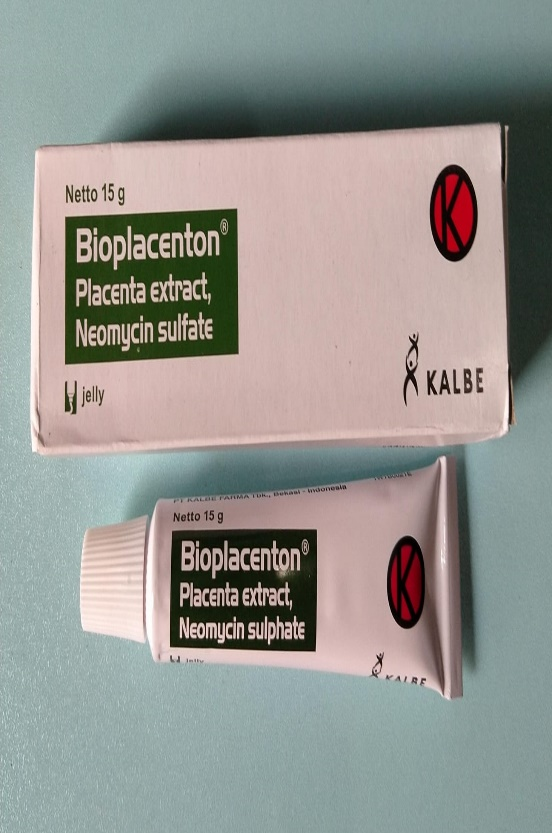 Netto 15 g
Bioplacenton®
Placenta extract,
Neomycin sulfate
jelly
K
KALBE
PT KALBE FARMA Tbk., Bekasi - Indonesia
Netto 15 g
Bioplacenton®
Placenta extract,
Neomycin sulphate
jelly
K
KALBE